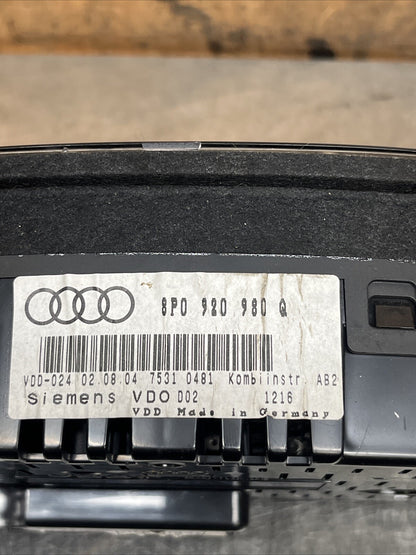 8P0 920 980 Q
VDD-024 02.08.04 7531 0481 Kombiinstr. AB2
Siemens VDO D02 1216
VDD Made in Germany